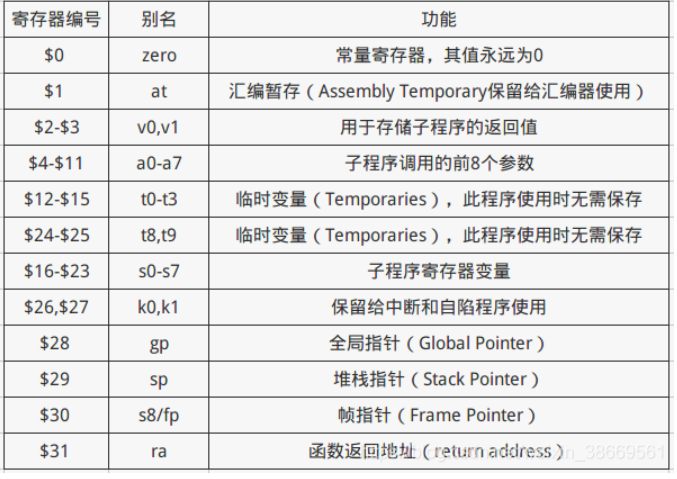 寄存器编号 别名 功能
$0 zero 常量寄存器，其值永远为0
$1 at 汇编暂存（Assembly Temporary保留给汇编器使用）
$2-$3 v0,v1 用于存储子程序的返回值
$4-$11 a0-a7 子程序调用的前8个参数
$12-$15 t0-t3 临时变量（Temporaries），此程序使用时无需保存
$24-$25 t8,t9 临时变量（Temporaries），此程序使用时无需保存
$16-$23 s0-s7 子程序寄存器变量
$26,$27 k0,k1 保留给中断和自陷程序使用
$28 gp 全局指针（Global Pointer）
$29 sp 堆栈指针（Stack Pointer）
$30 s8/fp 帧指针（Frame Pointer）
$31 ra 函数返回地址（return address）